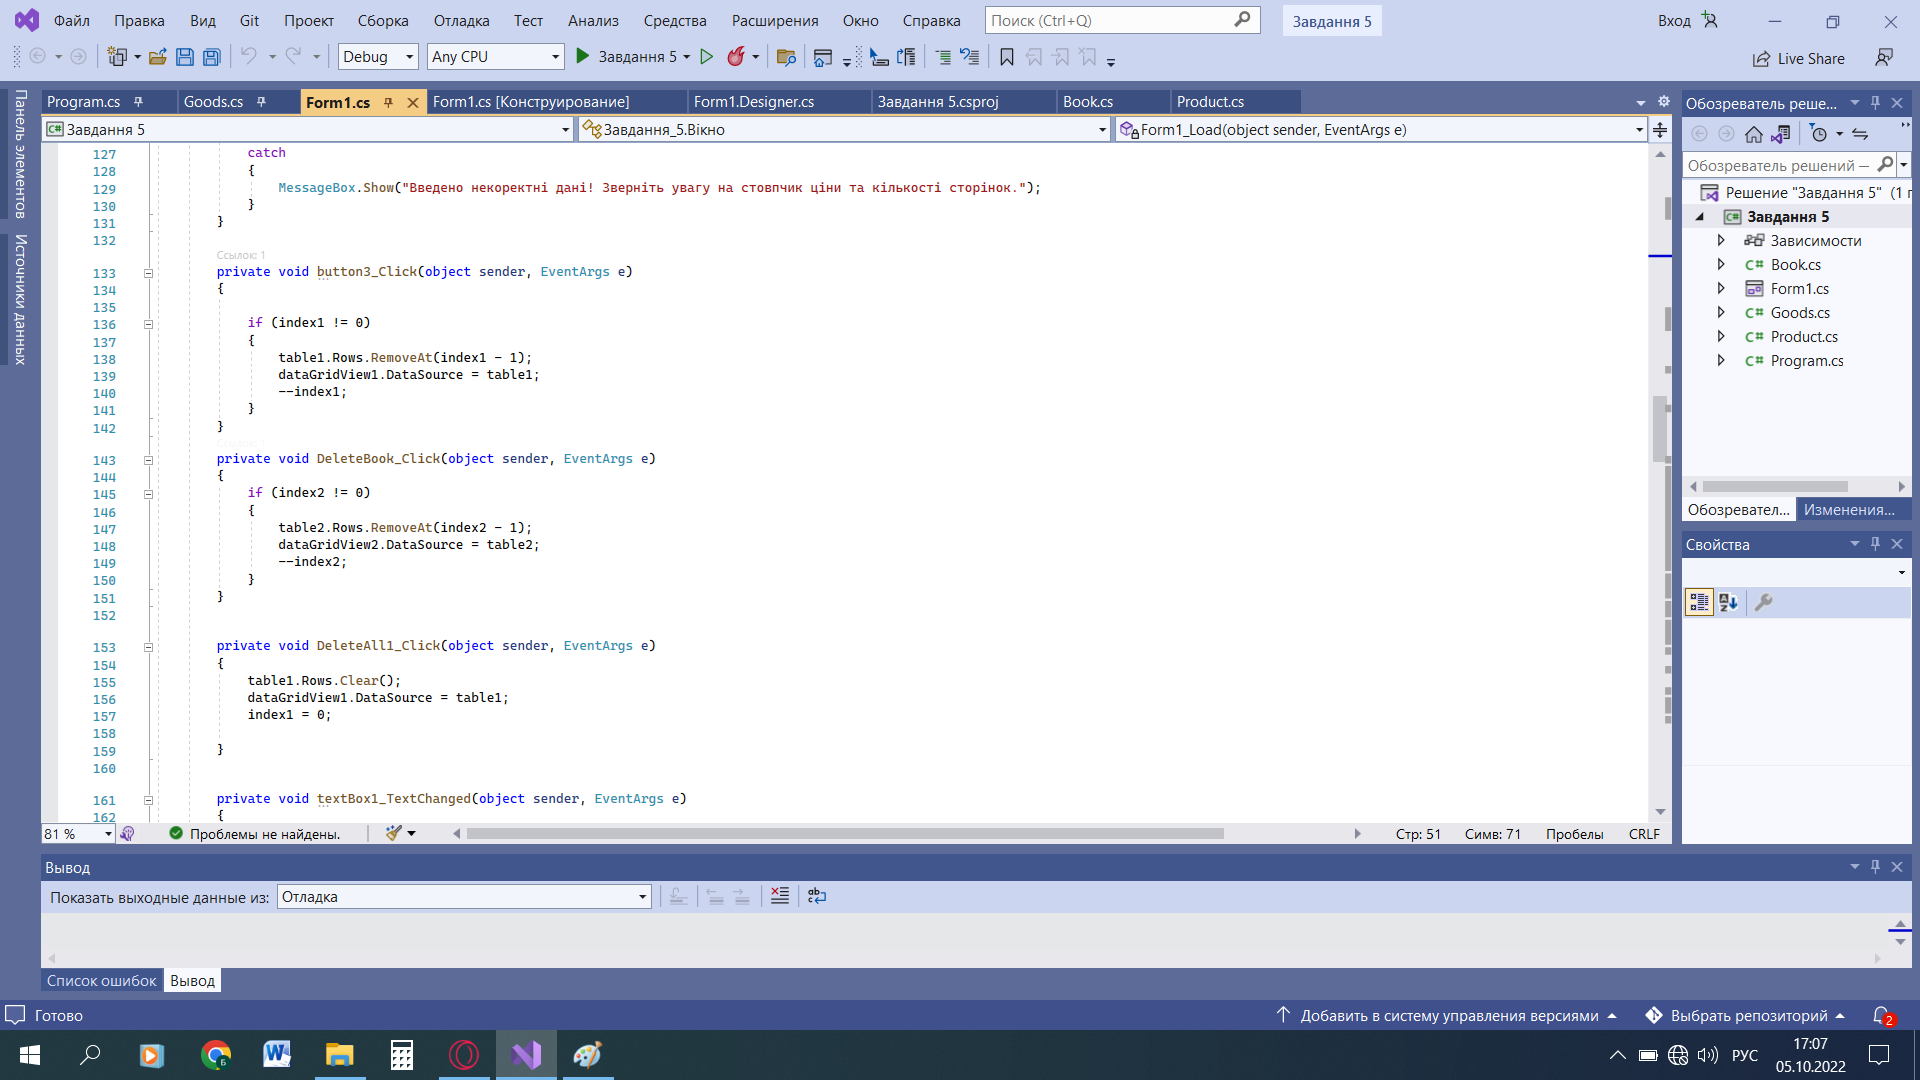 Файл Правка Вид Git Проект Сборка Отладка Тест Анализ Средства Расширения Окно Справка Поиск (Ctrl+Q) Завдання 5 Вход
Debug Any CPU Завдання 5 Live Share
Панель элементов
Источники данных
Program.cs Goods.cs Form1.cs Form1.cs [Конструирование] Form1.Designer.cs Завдання 5.csproj Book.cs Product.cs
Завдання 5 Завдання_5.Вікно Form1_Load(object sender, EventArgs e)
127 catch
128 {
129 MessageBox.Show("Введено некоректні дані! Зверніть увагу на стовпчик ціни та кількості сторінок.");
130 }
131 }
132
Ссылок: 1
133 private void button3_Click(object sender, EventArgs e)
134 {
135
136 if (index1 != 0)
137 {
138 table1.Rows.RemoveAt(index1 - 1);
139 dataGridView1.DataSource = table1;
140 --index1;
141 }
142 }
Ссылок: 1
143 private void DeleteBook_Click(object sender, EventArgs e)
144 {
145 if (index2 != 0)
146 {
147 table2.Rows.RemoveAt(index2 - 1);
148 dataGridView2.DataSource = table2;
149 --index2;
150 }
151 }
152
153 private void DeleteAll1_Click(object sender, EventArgs e)
154 {
155 table1.Rows.Clear();
156 dataGridView1.DataSource = table1;
157 index1 = 0;
158
159 }
160
161 private void textBox1_TextChanged(object sender, EventArgs e)
162 {
81 % Проблемы не найдены. Стр: 51 Симв: 71 Пробелы CRLF
Обозреватель реше...
Обозреватель решений —
Решение "Завдання 5" (1 г
Завдання 5
Зависимости
Book.cs
Form1.cs
Goods.cs
Product.cs
Program.cs
Обозревател... Изменения...
Свойства
Вывод
Показать выходные данные из: Отладка
Список ошибок Вывод
Готово Добавить в систему управления версиями Выбрать репозиторий 2
РУС 17:07
05.10.2022